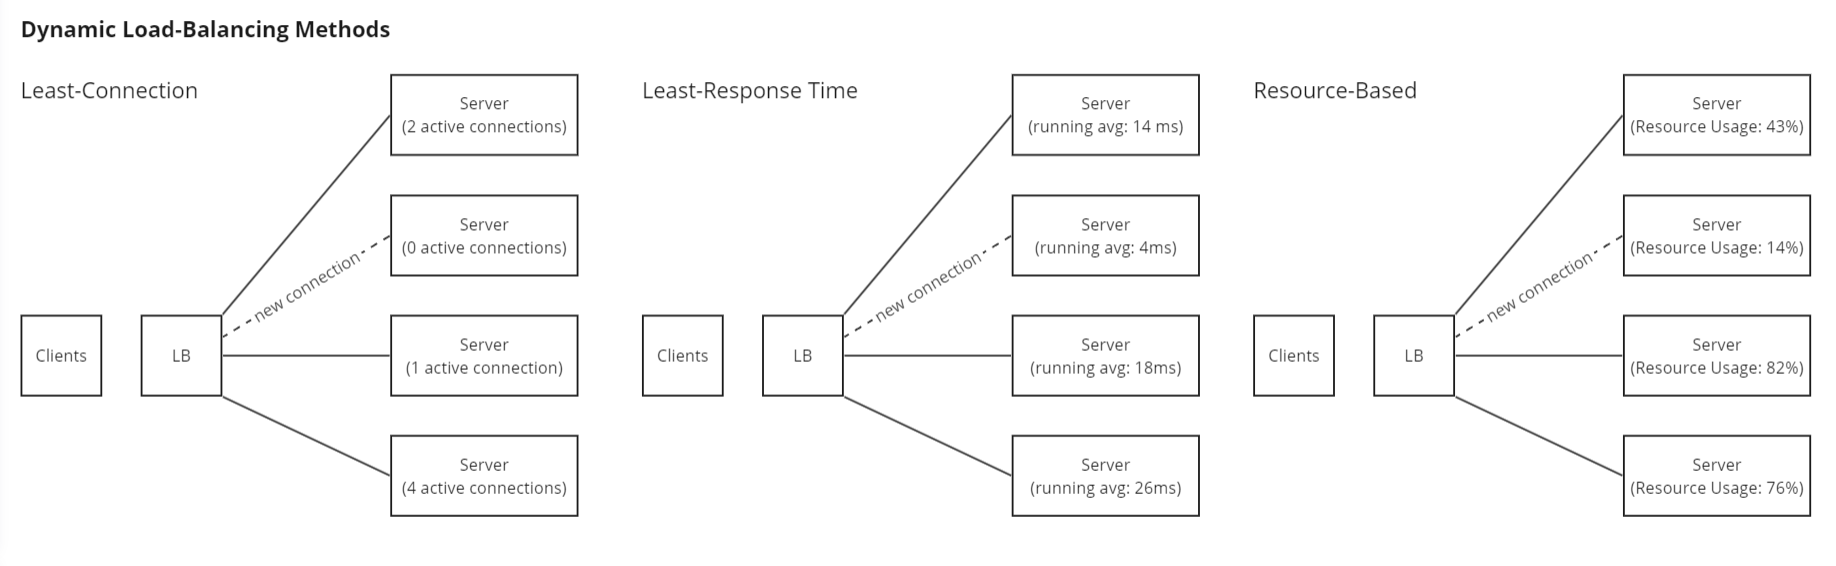 Dynamic Load-Balancing Methods
Least-Connection
Server
(2 active connections)
Server
(0 active connections)
new connection
Clients
LB
Server
(1 active connection)
Server
(4 active connections)
Least-Response Time
Server
(running avg: 14 ms)
Server
(running avg: 4ms)
new connection
Clients
LB
Server
(running avg: 18ms)
Server
(running avg: 26ms)
Resource-Based
Server
(Resource Usage: 43%)
Server
(Resource Usage: 14%)
new connection
Clients
LB
Server
(Resource Usage: 82%)
Server
(Resource Usage: 76%)